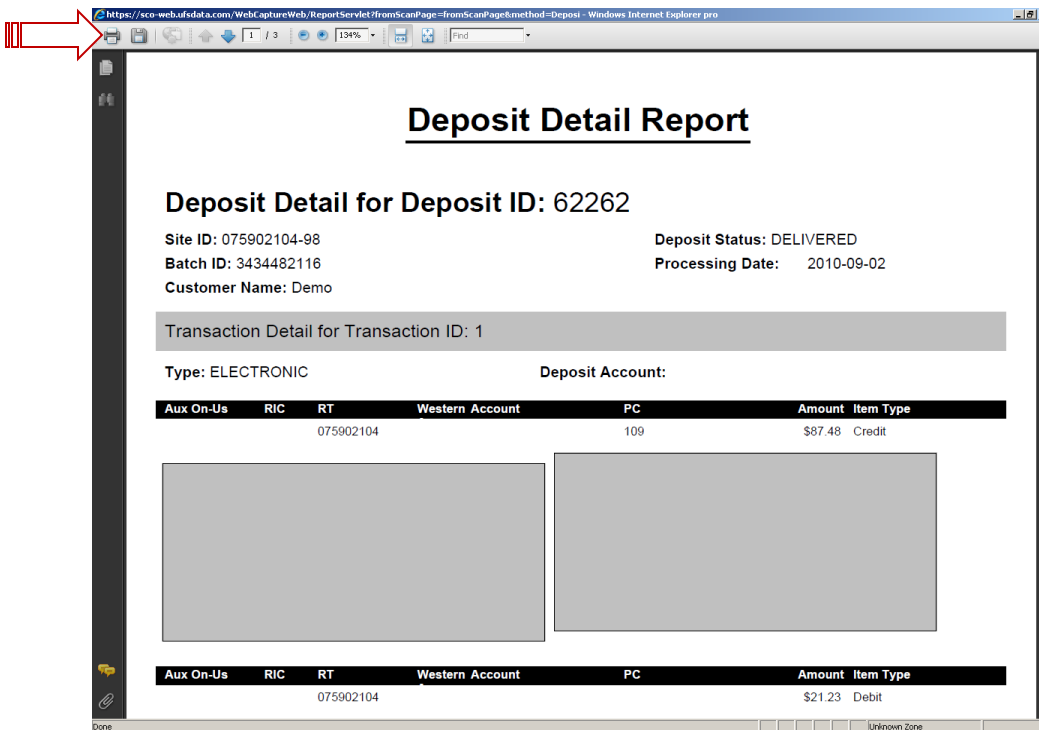 https://sco-web.ufsdata.com/WebCaptureWeb/ReportServlet?fromScanPage=fromScanPage&method=Deposi - Windows Internet Explorer pro
1 / 3 134% Find
Deposit Detail Report
Deposit Detail for Deposit ID: 62262
Site ID: 075902104-98 Deposit Status: DELIVERED
Batch ID: 3434482116 Processing Date: 2010-09-02
Customer Name: Demo
Transaction Detail for Transaction ID: 1
Type: ELECTRONIC Deposit Account:
Aux On-Us RIC RT Western Account PC Amount Item Type
075902104 109 $87.48 Credit
Aux On-Us RIC RT Western Account PC Amount Item Type
075902104 $21.23 Debit
Done Unknown Zone